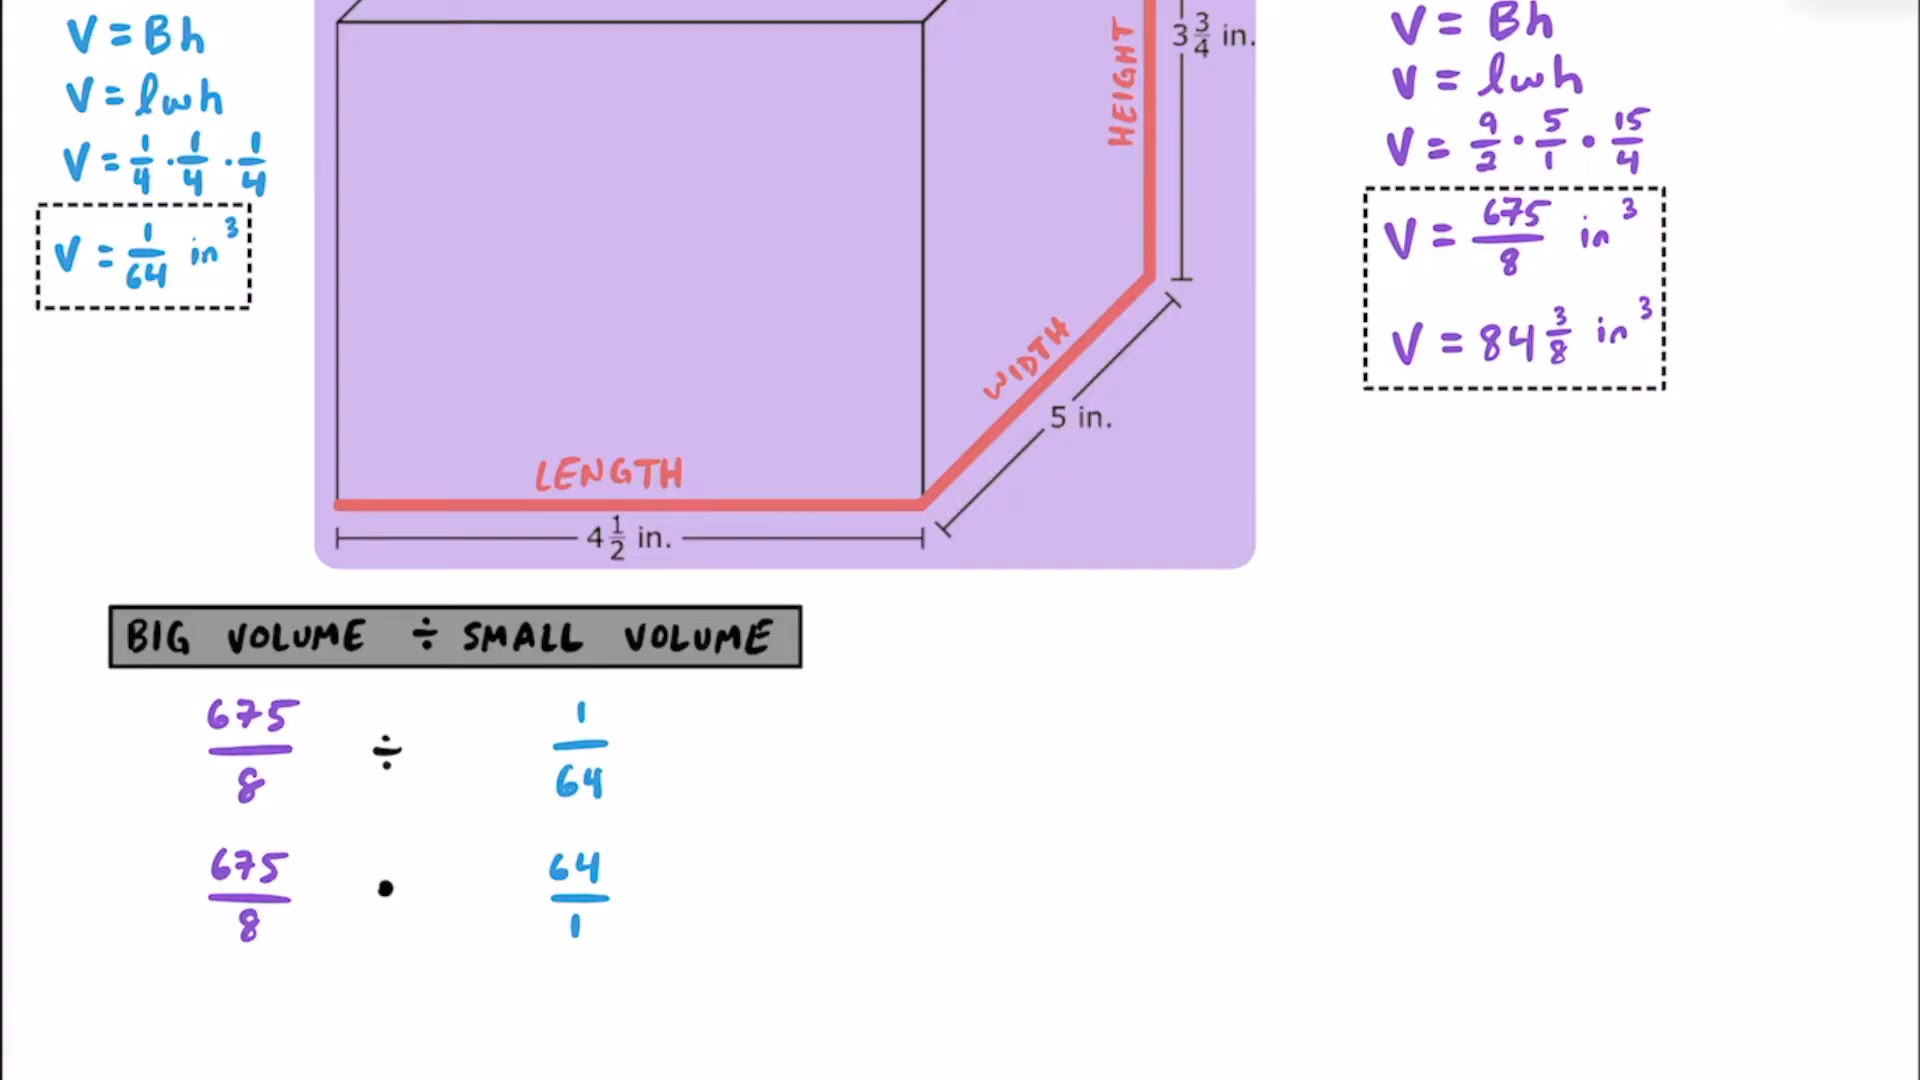 V = Bh
V = lwh
V = 1/4 · 1/4 · 1/4
V = 1/64 in³
HEIGHT
3 3/4 in.
WIDTH
5 in.
LENGTH
4 1/2 in.
V = Bh
V = lwh
V = 9/2 · 5/1 · 15/4
V = 675/8 in³
V = 84 3/8 in³
BIG VOLUME ÷ SMALL VOLUME
675/8 ÷ 1/64
675/8 · 64/1